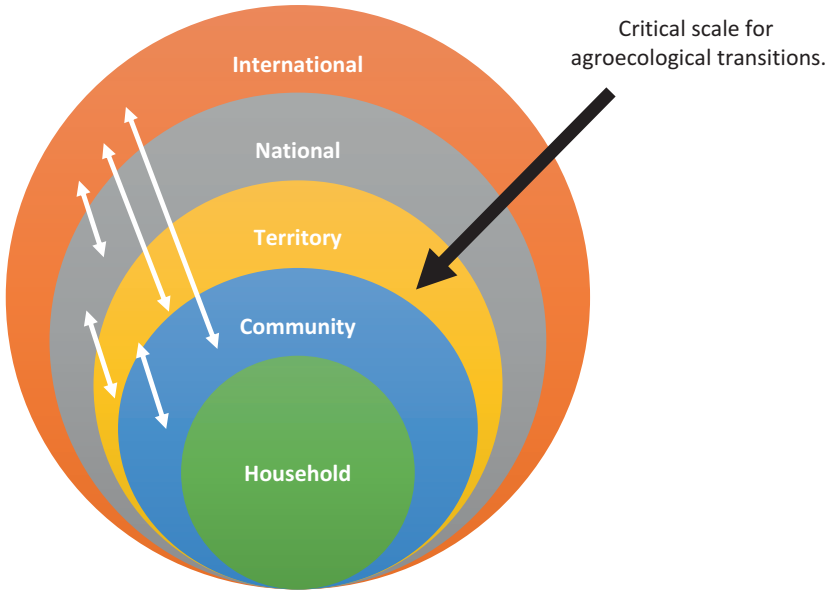 Critical scale for
agroecological transitions.
International
National
Territory
Community
Household